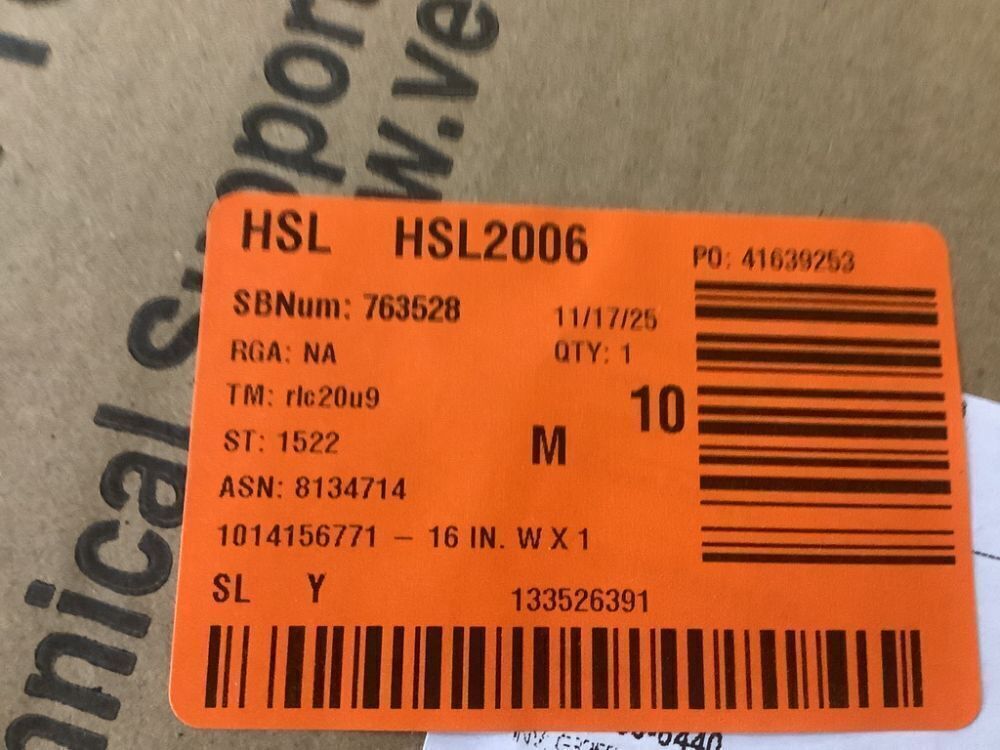 HSL HSL2006
PO: 41639253
SBNum: 763528 11/17/25
RGA: NA QTY: 1
TM: rlc20u9
10
ST: 1522 M
ASN: 8134714
1014156771 – 16 IN. W X 1
SL Y 133526391